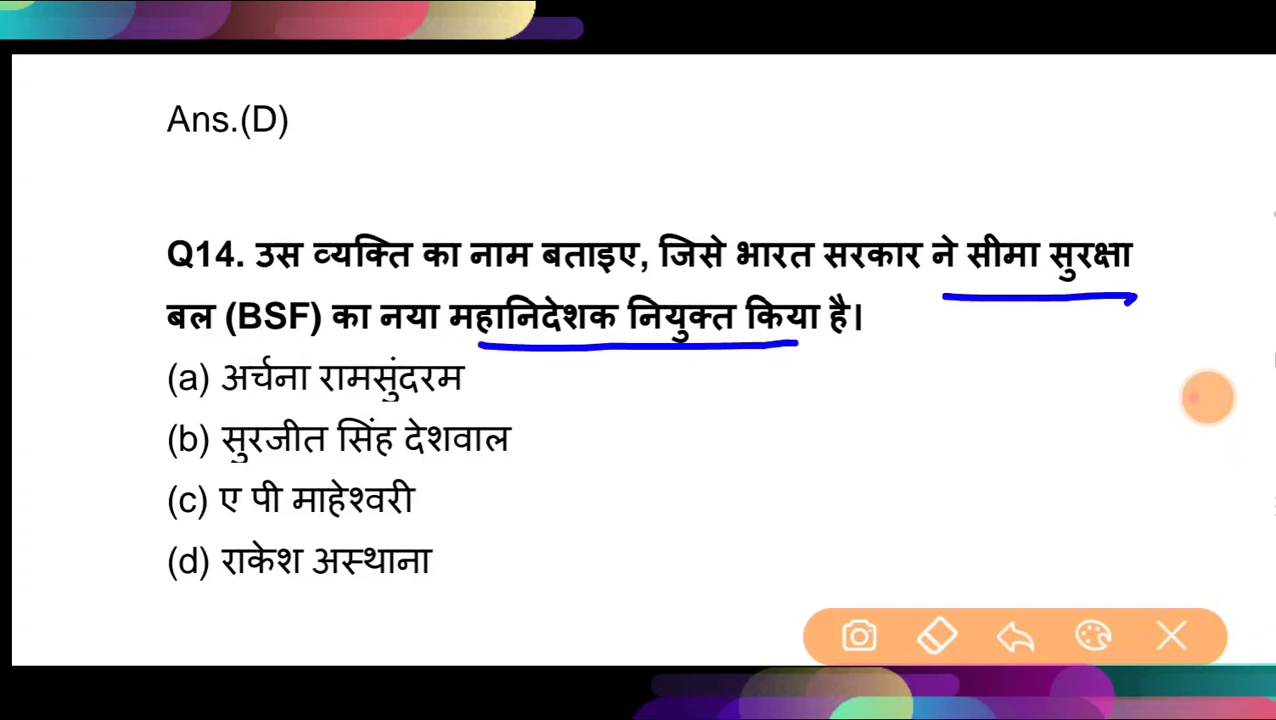 Ans.(D)
Q14. उस व्यक्ति का नाम बताइए, जिसे भारत सरकार ने सीमा सुरक्षा
बल (BSF) का नया महानिदेशक नियुक्त किया है।
(a) अर्चना रामसुंदरम
(b) सुरजीत सिंह देशवाल
(c) ए पी माहेश्वरी
(d) राकेश अस्थाना